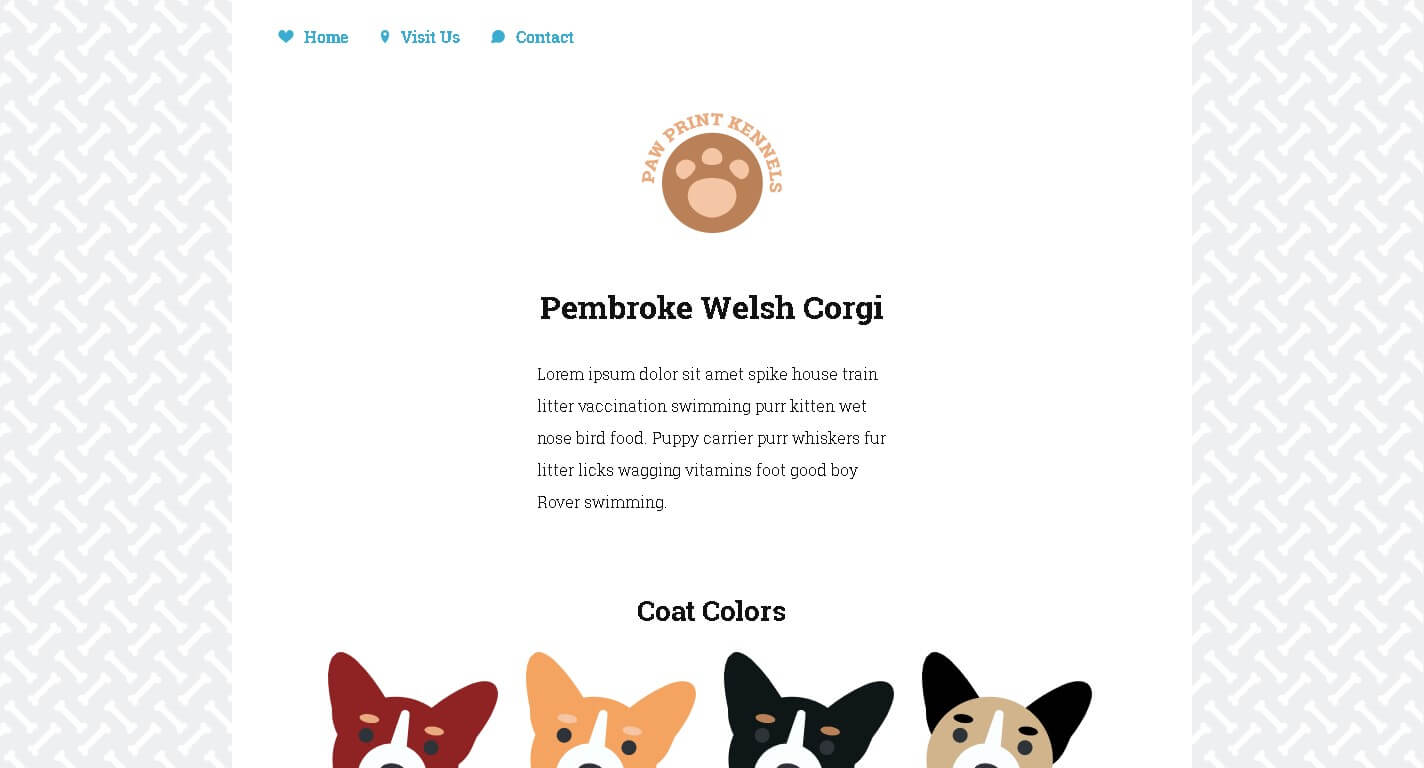 Home Visit Us Contact
PAW PRINT KENNELS
Pembroke Welsh Corgi
Lorem ipsum dolor sit amet spike house train
litter vaccination swimming purr kitten wet
nose bird food. Puppy carrier purr whiskers fur
litter licks wagging vitamins foot good boy
Rover swimming.
Coat Colors